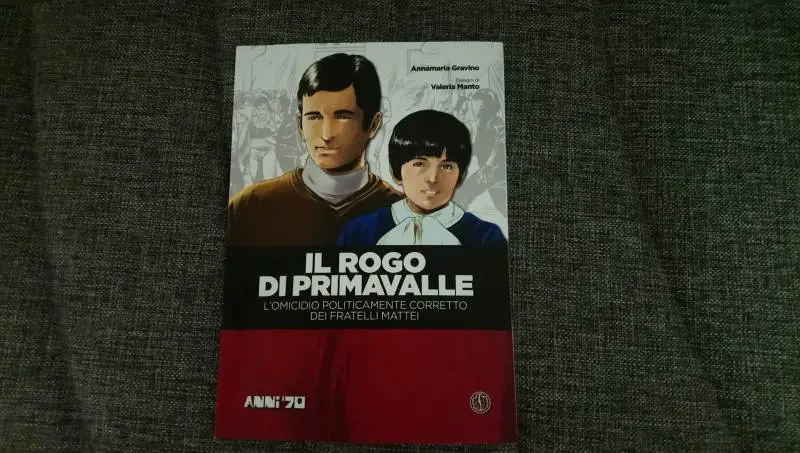 Annamaria Gravino
Disegni di
Valeria Manto
IL ROGO
DI PRIMAVALLE
L'OMICIDIO POLITICAMENTE CORRETTO
DEI FRATELLI MATTEI
ANNI '70